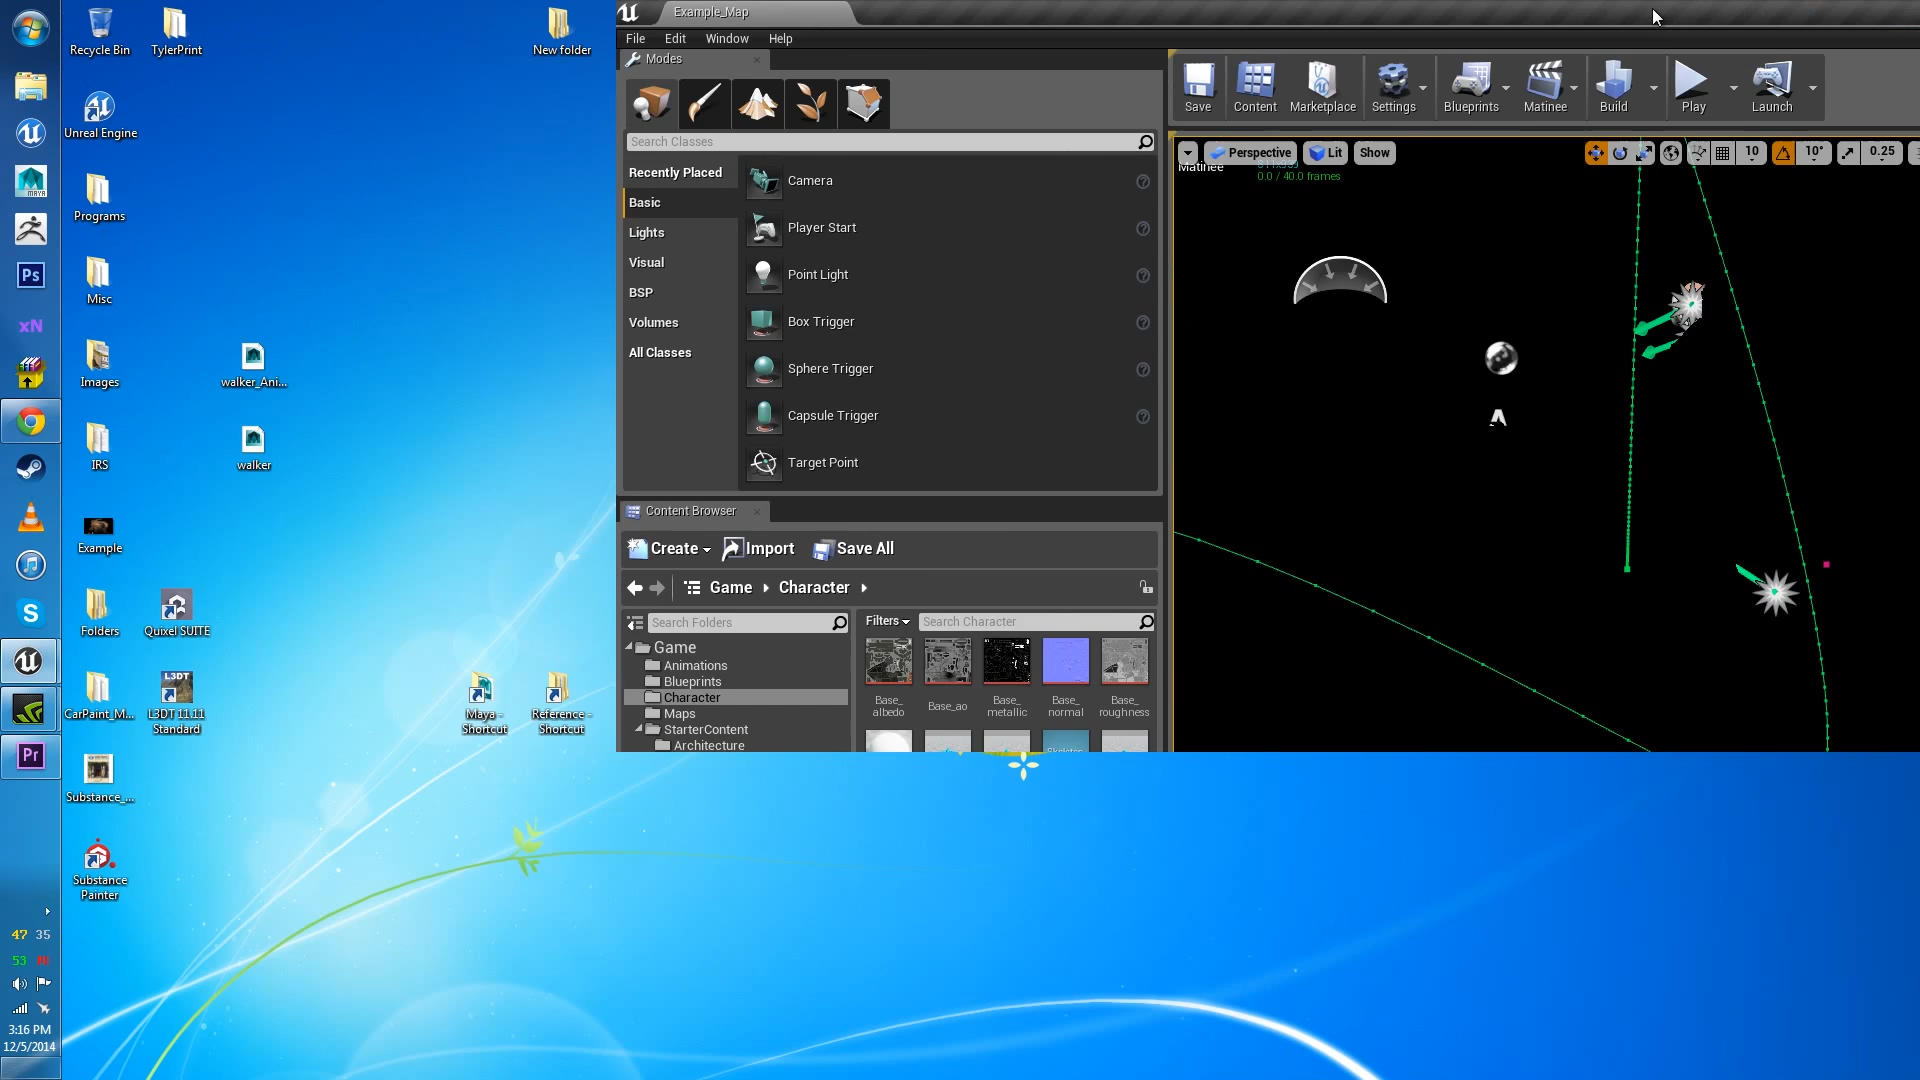 Recycle Bin
TylerPrint
New folder
Unreal Engine
Programs
Misc
Images
walker_Ani...
IRS
walker
Example
Folders
Quixel SUITE
CarPaint_M...
L3DT 11.11
Standard
Maya -
Shortcut
Reference -
Shortcut
Substance_...
Substance
Painter
MAYA
Ps
xN
Pr
L3DT
47 35
53
3:16 PM
12/5/2014
Example_Map
File Edit Window Help
Modes
Search Classes
Recently Placed
Basic
Lights
Visual
BSP
Volumes
All Classes
Camera
Player Start
Point Light
Box Trigger
Sphere Trigger
Capsule Trigger
Target Point
Content Browser
Create Import Save All
Game Character
Search Folders
Game
Animations
Blueprints
Character
Maps
StarterContent
Architecture
Filters Search Character
Base_
albedo
Base_ao
Base_
metallic
Base_
normal
Base_
roughness
Save Content Marketplace Settings Blueprints Matinee Build Play Launch
Perspective Lit Show
10 10° 0.25
Matinee
0.0 / 40.0 frames